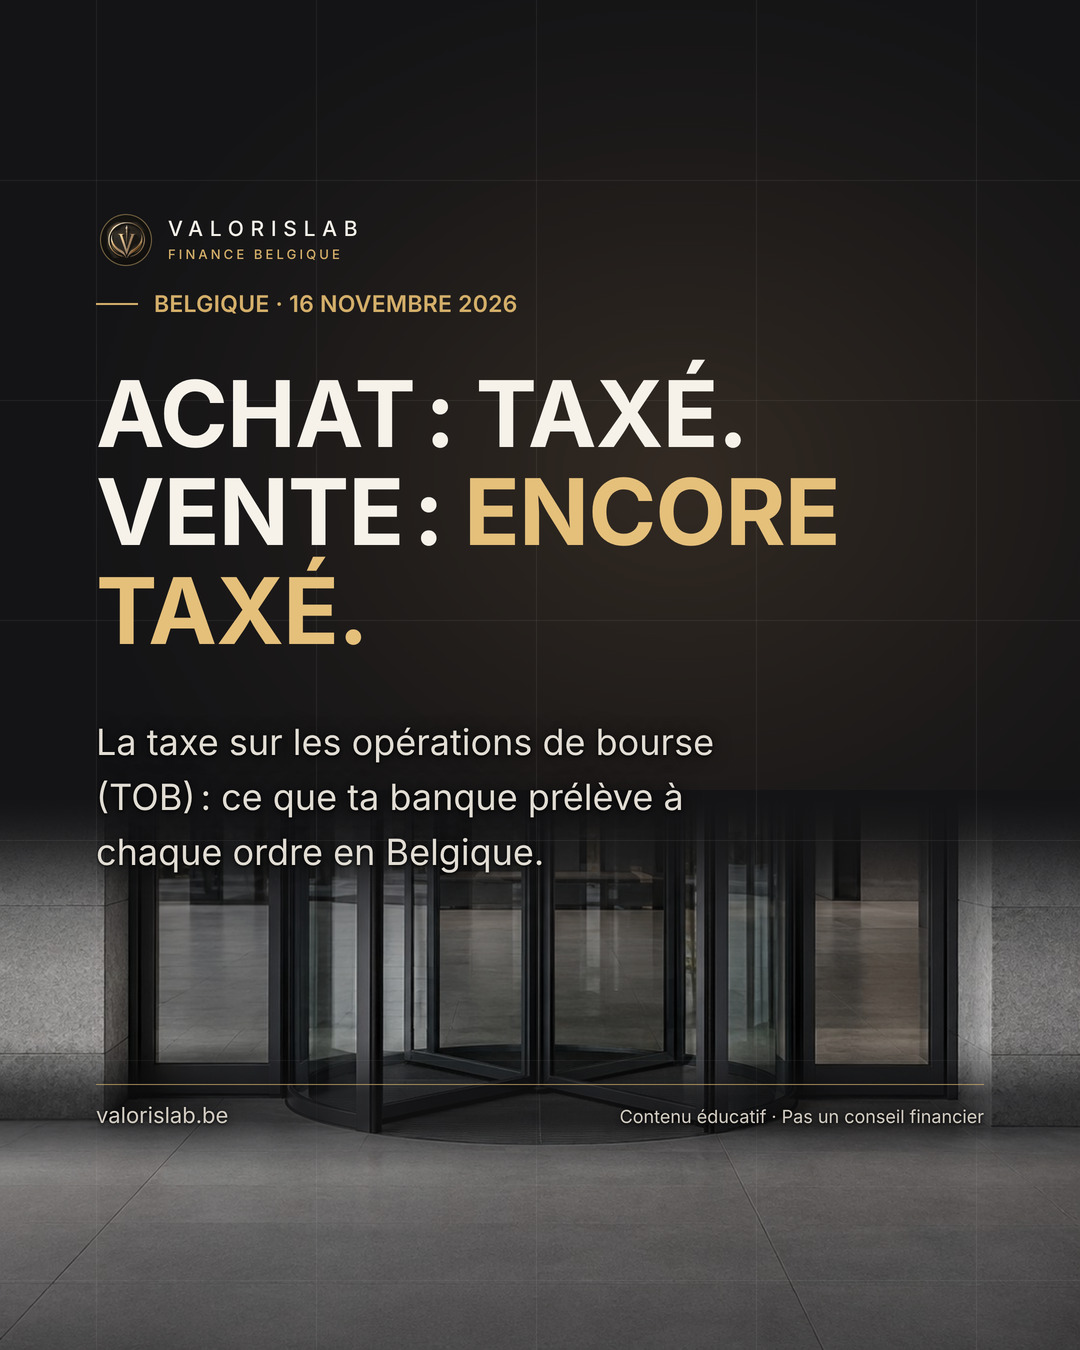 VALORISLAB
FINANCE BELGIQUE
BELGIQUE · 16 NOVEMBRE 2026
ACHAT : TAXÉ.
VENTE : ENCORE
TAXÉ.
La taxe sur les opérations de bourse
(TOB) : ce que ta banque prélève à
chaque ordre en Belgique.
valorislab.be
Contenu éducatif · Pas un conseil financier